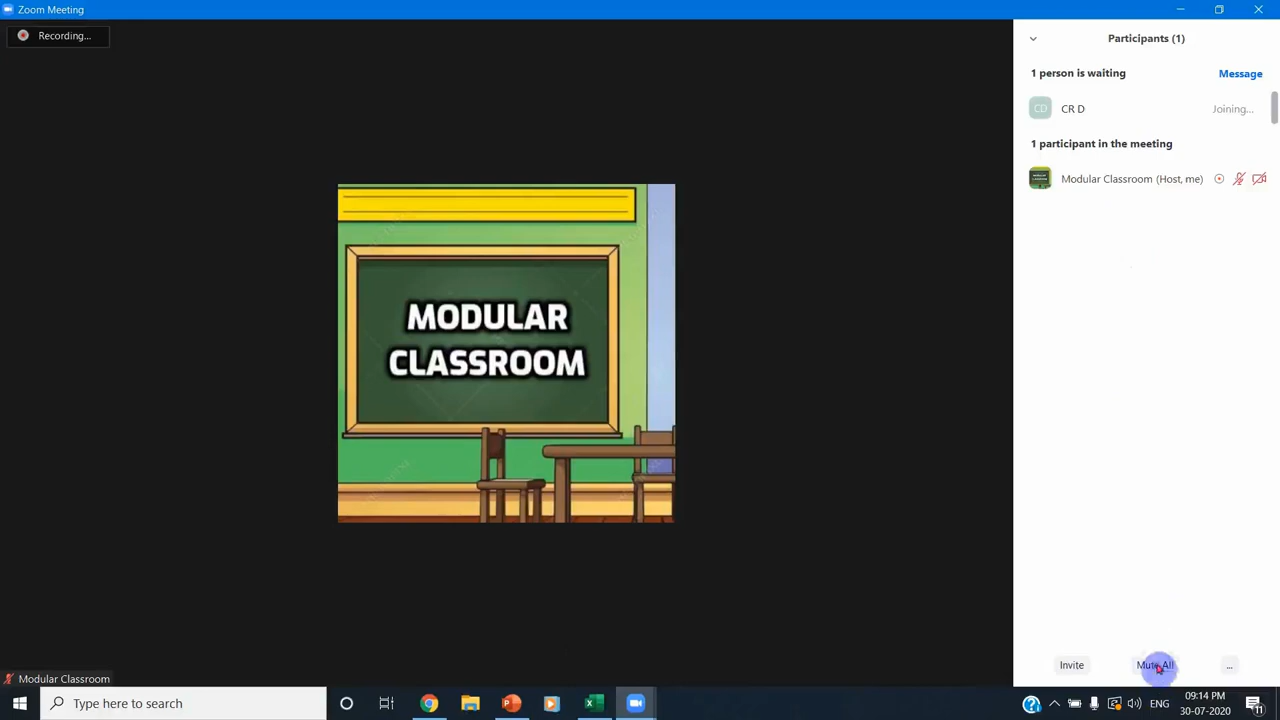 Zoom Meeting
Recording...
Participants (1)
1 person is waiting
Message
CD
CR D
Joining...
1 participant in the meeting
Modular Classroom (Host, me)
MODULAR
CLASSROOM
Invite
Mute All
...
Modular Classroom
Type here to search
ENG
09:14 PM
30-07-2020
11